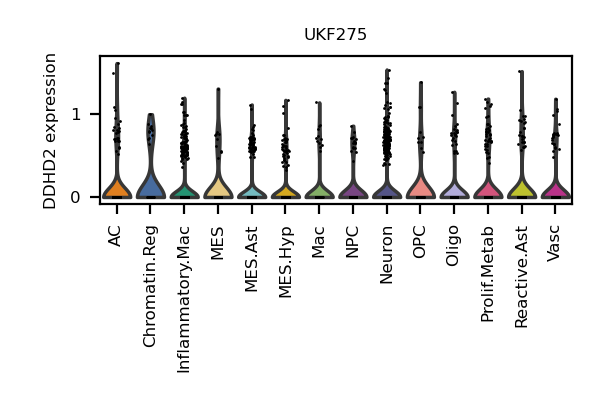 UKF275
DDHD2 expression
1
0
AC
Chromatin.Reg
Inflammatory.Mac
MES
MES.Ast
MES.Hyp
Mac
NPC
Neuron
OPC
Oligo
Prolif.Metab
Reactive.Ast
Vasc